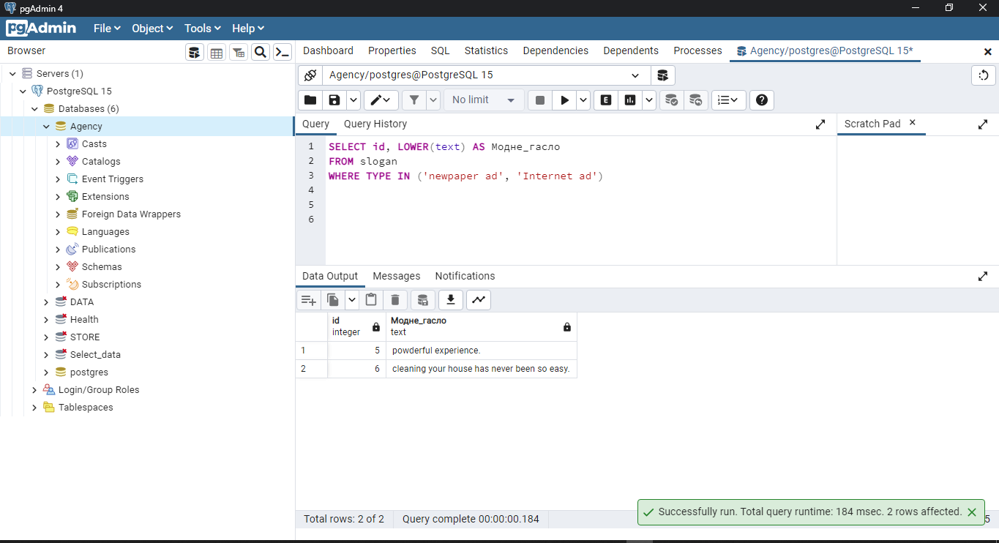 pgAdmin 4
pgAdmin File Object Tools Help
Browser
Dashboard Properties SQL Statistics Dependencies Dependents Processes Agency/postgres@PostgreSQL 15*
Servers (1)
PostgreSQL 15
Databases (6)
Agency
Casts
Catalogs
Event Triggers
Extensions
Foreign Data Wrappers
Languages
Publications
Schemas
Subscriptions
DATA
Health
STORE
Select_data
postgres
Login/Group Roles
Tablespaces
Agency/postgres@PostgreSQL 15
No limit
E
Query Query History
Scratch Pad
1 SELECT id, LOWER(text) AS Модне_гасло
2 FROM slogan
3 WHERE TYPE IN ('newpaper ad', 'Internet ad')
4
5
6
Data Output Messages Notifications
id Модне_гасло
integer text
1 5 powderful experience.
2 6 cleaning your house has never been so easy.
Total rows: 2 of 2 Query complete 00:00:00.184
Successfully run. Total query runtime: 184 msec. 2 rows affected.
5